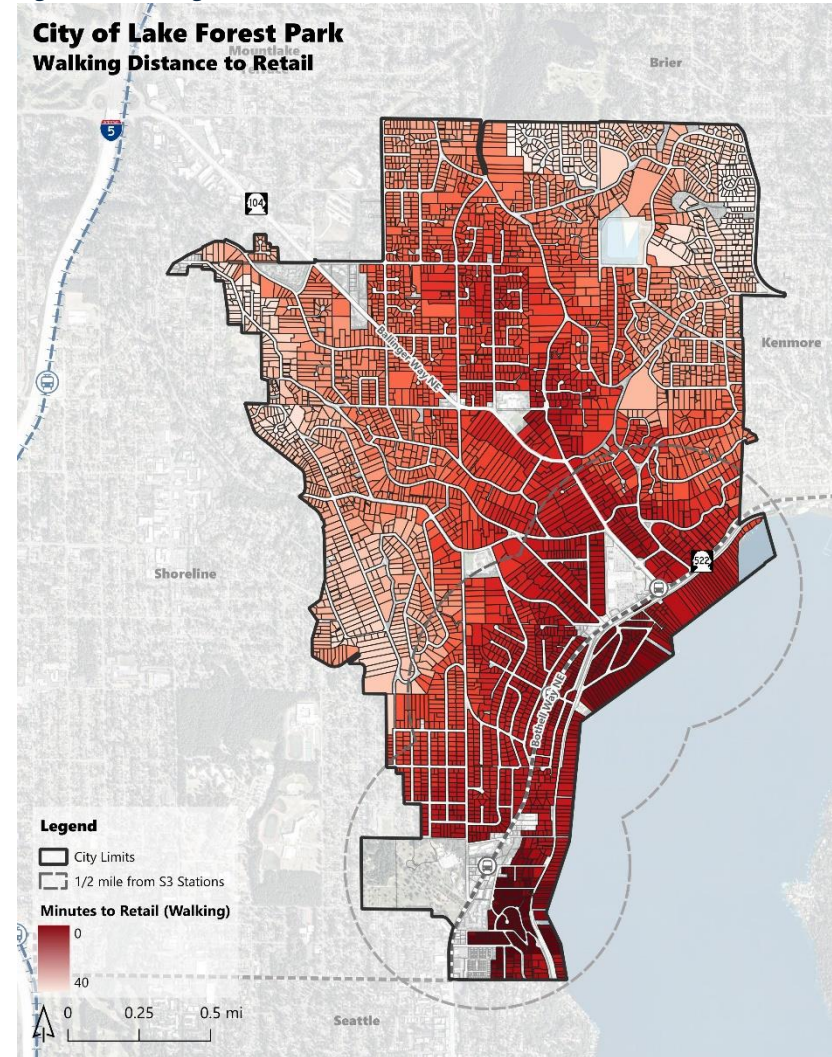 City of Lake Forest Park
Walking Distance to Retail
Mountlake
Terrace
Brier
5
104
Ballinger Way NE
Kenmore
Shoreline
522
Bothell Way NE
Legend
City Limits
1/2 mile from S3 Stations
Minutes to Retail (Walking)
0
40
0 0.25 0.5 mi
Seattle